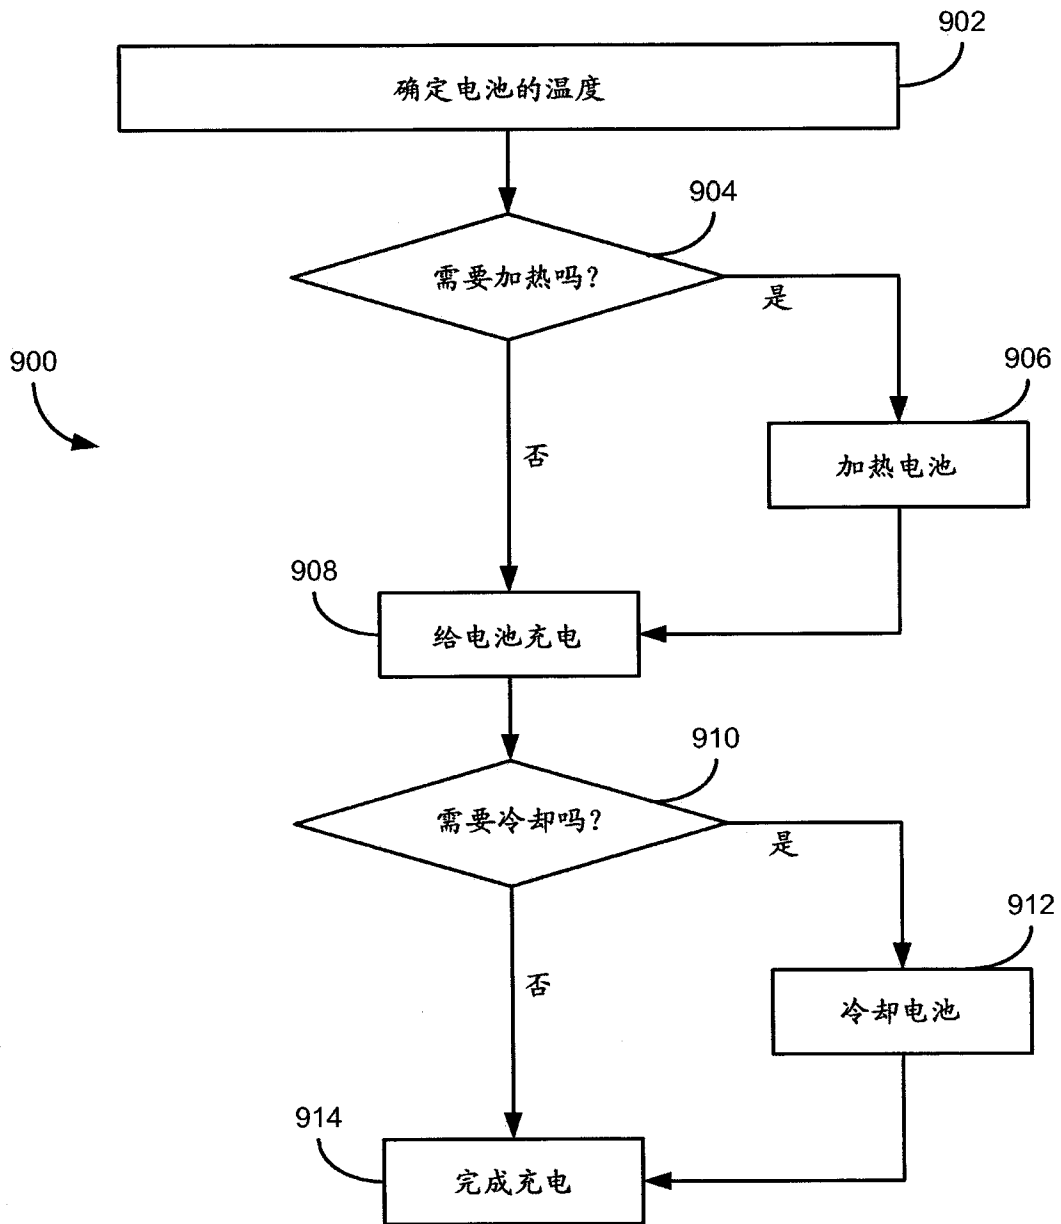 902
确定电池的温度
904
需要加热吗？
是
900
906
加热电池
否
908
给电池充电
910
需要冷却吗？
是
912
冷却电池
否
914
完成充电